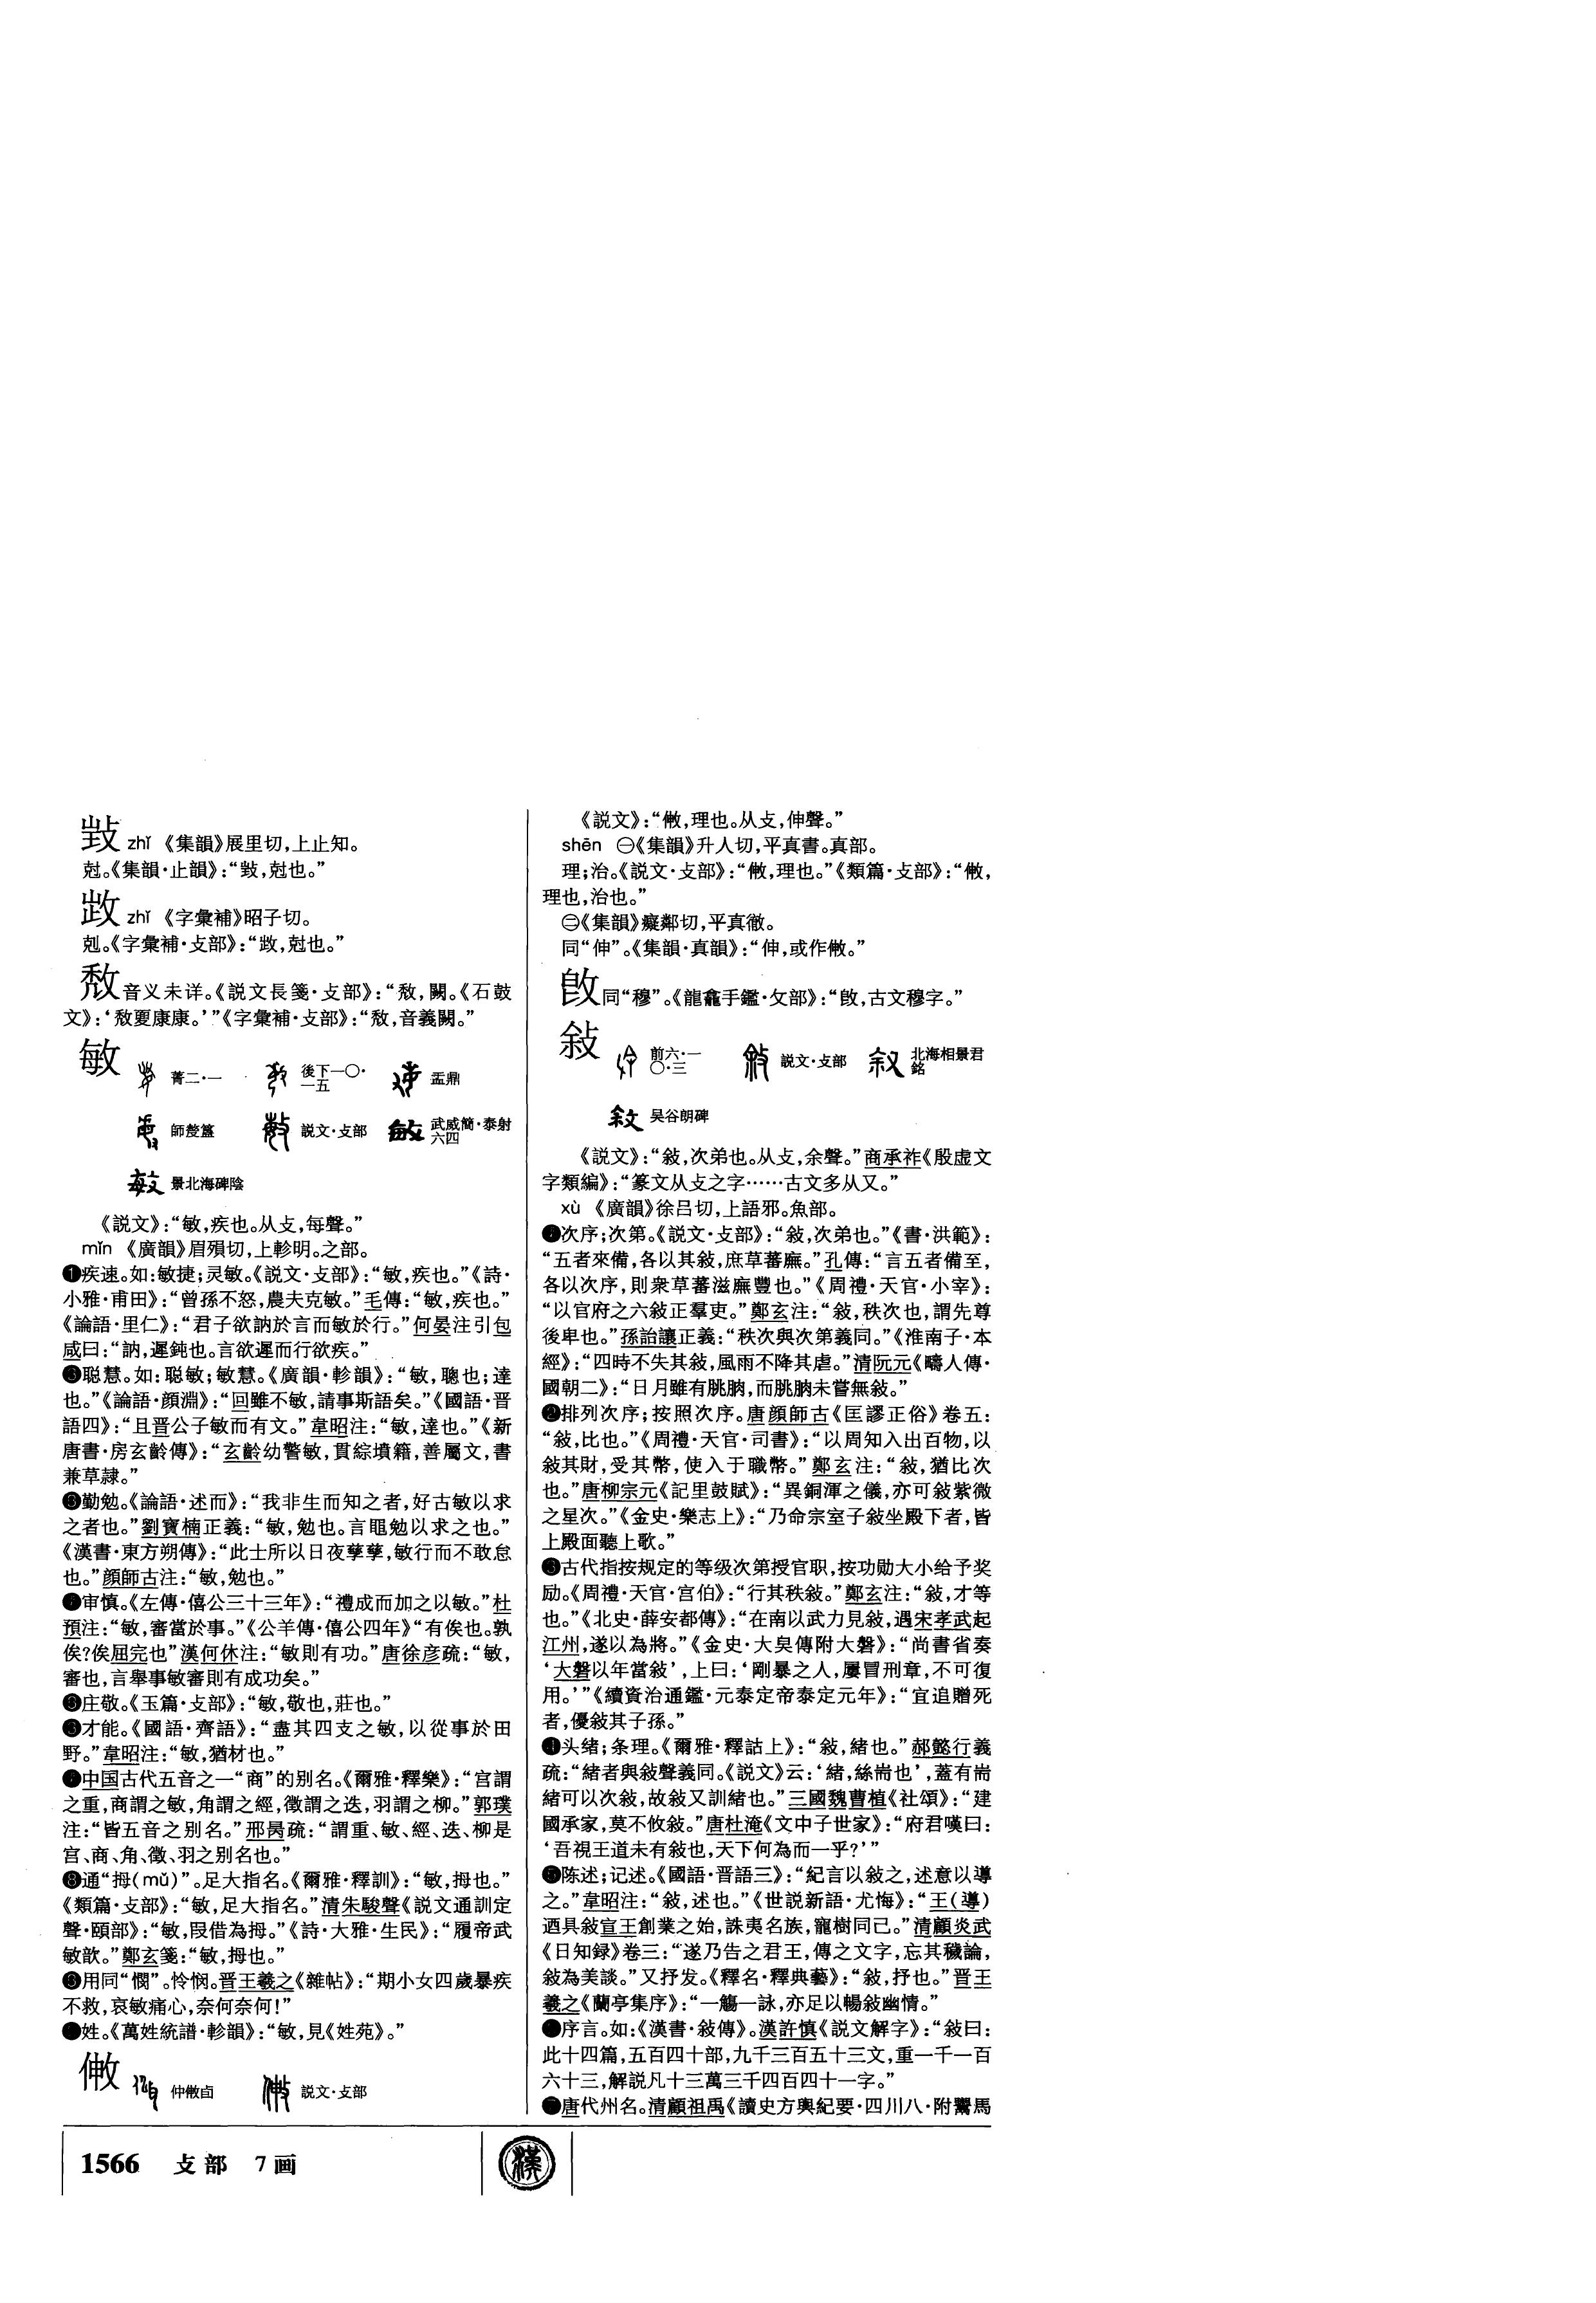 zhǐ 《集韻》展里切，上止知。
尅。《集韻·止韻》：“㱏，尅也。”
zhǐ 《字彙補》昭子切。
剋。《字彙補·攴部》：“，尅也。”
音义未详。《説文長箋·攴部》：“，闕。《石鼓
文》：‘康康。’”《字彙補·攴部》：“，音義闕。”
敏
菁二·一 後下一〇·一五 盂鼎
師𣪘簋 説文·攴部 武威簡·泰射六四
景北海碑陰
《説文》：“敏，疾也。从攴，每聲。”
mǐn 《廣韻》眉殞切，上軫明。之部。
❶疾速。如：敏捷；灵敏。《説文·攴部》：“敏，疾也。”《詩·
小雅·甫田》：“曾孫不怒，農夫克敏。”毛傳：“敏，疾也。”
《論語·里仁》：“君子欲訥於言而敏於行。”何晏注引包
咸曰：“訥，遲鈍也。言欲遲而行欲疾。”
聪慧。如：聪敏；敏慧。《廣韻·軫韻》：“敏，聰也；達
也。”《論語·顔淵》：“回雖不敏，請事斯語矣。”《國語·晋
語四》：“且晋公子敏而有文。”韋昭注：“敏，達也。”《新
唐書·房玄齡傳》：“玄齡幼警敏，貫綜墳籍，善屬文，書
兼草隸。”
勤勉。《論語·述而》：“我非生而知之者，好古敏以求
之者也。”劉寶楠正義：“敏，勉也。言黽勉以求之也。”
《漢書·東方朔傳》：“此士所以日夜孳孳，敏行而不敢怠
也。”顔師古注：“敏，勉也。”
审慎。《左傳·僖公三十三年》：“禮成而加之以敏。”杜
預注：“敏，審當於事。”《公羊傳·僖公四年》“有俟也。孰
俟？俟屈完也”漢何休注：“敏則有功。”唐徐彦疏：“敏，
審也，言舉事敏審則有成功矣。”
庄敬。《玉篇·攴部》：“敏，敬也，莊也。”
才能。《國語·齊語》：“盡其四支之敏，以從事於田
野。”韋昭注：“敏，猶材也。”
中国古代五音之一“商”的别名。《爾雅·釋樂》：“宫謂
之重，商謂之敏，角謂之經，徵謂之迭，羽謂之柳。”郭璞
注：“皆五音之别名。”邢昺疏：“謂重、敏、經、迭、柳是
宫、商、角、徵、羽之别名也。”
❽通“拇（mǔ）”。足大指名。《爾雅·釋訓》：“敏，拇也。”
《類篇·攴部》：“敏，足大指名。”清朱駿聲《説文通訓定
聲·頤部》：“敏，叚借為拇。”《詩·大雅·生民》：“履帝武
敏歆。”鄭玄箋：“敏，拇也。”
用同“憫”。怜悯。晋王羲之《雜帖》：“期小女四歲暴疾
不救，哀敏痛心，奈何奈何！”
姓。《萬姓統譜·軫韻》：“敏，見《姓苑》。”
㪆
仲㪆卣 説文·攴部
《説文》：“㪆，理也。从攴，伸聲。”
shēn ㊀《集韻》升人切，平真書。真部。
理；治。《説文·攴部》：“㪆，理也。”《類篇·攴部》：“㪆，
理也，治也。”
㊁《集韻》癡鄰切，平真徹。
同“伸”。《集韻·真韻》：“伸，或作㪆。”
同“穆”。《龍龕手鑑·攵部》：“，古文穆字。”
敍
前六·一〇·三 説文·攴部 北海相景君銘
吴谷朗碑
《説文》：“敍，次弟也。从攴，余聲。”商承祚《殷虚文
字類編》：“篆文从攴之字……古文多从又。”
xù 《廣韻》徐吕切，上語邪。魚部。
次序；次第。《説文·攴部》：“敍，次弟也。”《書·洪範》：
“五者來備，各以其敍，庶草蕃廡。”孔傳：“言五者備至，
各以次序，則衆草蕃滋廡豐也。”《周禮·天官·小宰》：
“以官府之六敍正羣吏。”鄭玄注：“敍，秩次也，謂先尊
後卑也。”孫詒讓正義：“秩次與次第義同。”《淮南子·本
經》：“四時不失其敍，風雨不降其虐。”清阮元《疇人傳·
國朝二》：“日月雖有朓朒，而朓朒未嘗無敍。”
❷排列次序；按照次序。唐顔師古《匡謬正俗》卷五：
“敍，比也。”《周禮·天官·司書》：“以周知入出百物，以
敍其財，受其幣，使入于職幣。”鄭玄注：“敍，猶比次
也。”唐柳宗元《記里鼓賦》：“異銅渾之儀，亦可敍紫微
之星次。”《金史·樂志上》：“乃命宗室子敍坐殿下者，皆
上殿面聽上歌。”
❸古代指按规定的等级次第授官职，按功勋大小给予奖
励。《周禮·天官·宫伯》：“行其秩敍。”鄭玄注：“敍，才等
也。”《北史·薛安都傳》：“在南以武力見敍，遇宋孝武起
江州，遂以為將。”《金史·大㚖傳附大磐》：“尚書省奏
‘大磐以年當敍’，上曰：‘剛暴之人，屢冒刑章，不可復
用。’”《續資治通鑑·元泰定帝泰定元年》：“宜追贈死
者，優敍其子孫。”
❹头绪；条理。《爾雅·釋詁上》：“敍，緒也。”郝懿行義
疏：“緒者與敍聲義同。《説文》云：‘緒，絲耑也’，蓋有耑
緒可以次敍，故敍又訓緒也。”三國魏曹植《社頌》：“建
國承家，莫不攸敍。”唐杜淹《文中子世家》：“府君嘆曰：
‘吾視王道未有敍也，天下何為而一乎？’”
❺陈述；记述。《國語·晋語三》：“紀言以敍之，述意以導
之。”韋昭注：“敍，述也。”《世説新語·尤悔》：“王（導）
迺具敍宣王創業之始，誅夷名族，寵樹同己。”清顧炎武
《日知録》卷三：“遂乃告之君王，傳之文字，忘其穢論，
敍為美談。”又抒发。《釋名·釋典藝》：“敍，抒也。”晋王
羲之《蘭亭集序》：“一觴一詠，亦足以暢敍幽情。”
序言。如：《漢書·敍傳》。漢許慎《説文解字》：“敍曰：
此十四篇，五百四十部，九千三百五十三文，重一千一百
六十三，解説凡十三萬三千四百四十一字。”
❼唐代州名。清顧祖禹《讀史方輿紀要·四川八·附驚馬
1566 攴部 7画
漢